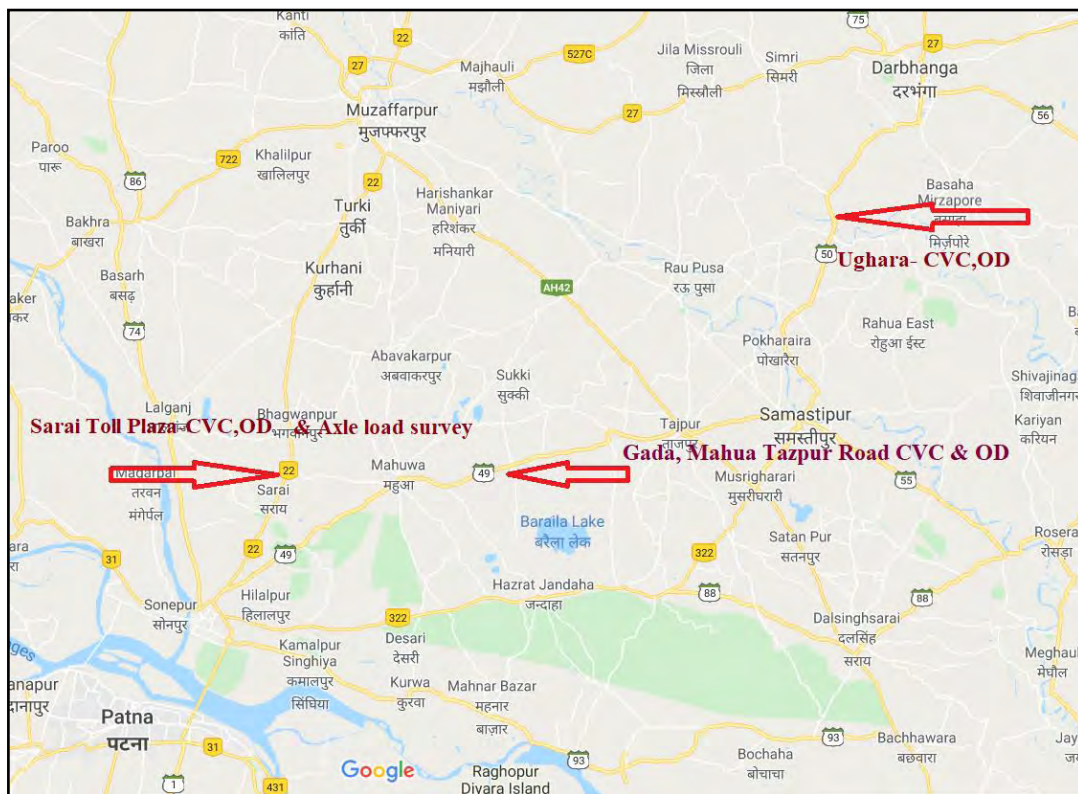 Kanti
कांति
22
75
27
527C
Jila Missrouli
जिला
मिस्रौली
Simri
सिमरी
27
Darbhanga
दरभंगा
Majhauli
मझौली
27
Muzaffarpur
मुजफ्फरपुर
27
56
Paroo
पारू
722
Khalilpur
खालिलपुर
86
22
Harishankar
Maniyari
हरिशंकर
मनियारी
Basaha
Mirzapore
मिर्ज़पोरे
Turki
तुर्की
Bakhra
बाखरा
50
Ughara- CVC,OD
Kurhani
कुर्हानी
Rau Pusa
रऊ पुसा
Basarh
बसढ़
AH42
74
Rahua East
रोहुआ ईस्ट
Pokharaira
पोखारैरा
Abavakarpur
अबवाकरपुर
Sukki
सुक्की
Shivajinag
शिवाजीनगर
Lalganj
Bhagwanpur
Tajpur
ताजपुर
Samastipur
समस्तीपुर
Kariyan
करियन
Sarai Toll Plaza-CVC,OD & Axle load survey
Gada, Mahua Tazpur Road CVC & OD
तरवन
मंगेर्पल
22
Sarai
सराय
Mahuwa
महुआ
49
Musrigharari
मुसरीघरारी
55
Baraila Lake
बरैला लेक
Satan Pur
सतनपुर
Rosera
रोसड़ा
31
22
49
322
Hazrat Jandaha
जन्दाहा
88
88
Sonepur
सोनपुर
Hilalpur
हिलालपुर
322
Desari
देसरी
Dalsinghsarai
दलसिंह
सराय
Kamalpur
Singhiya
कमालपुर
सिंघिया
Kurwa
कुरवा
Mahnar Bazar
महनार
बाज़ार
Meghaul
मेघौल
Patna
पटना
31
93
Bachhawara
बछवारा
Bochaha
बोचाचा
93
Google
Raghopur
Diyara Island
1
431